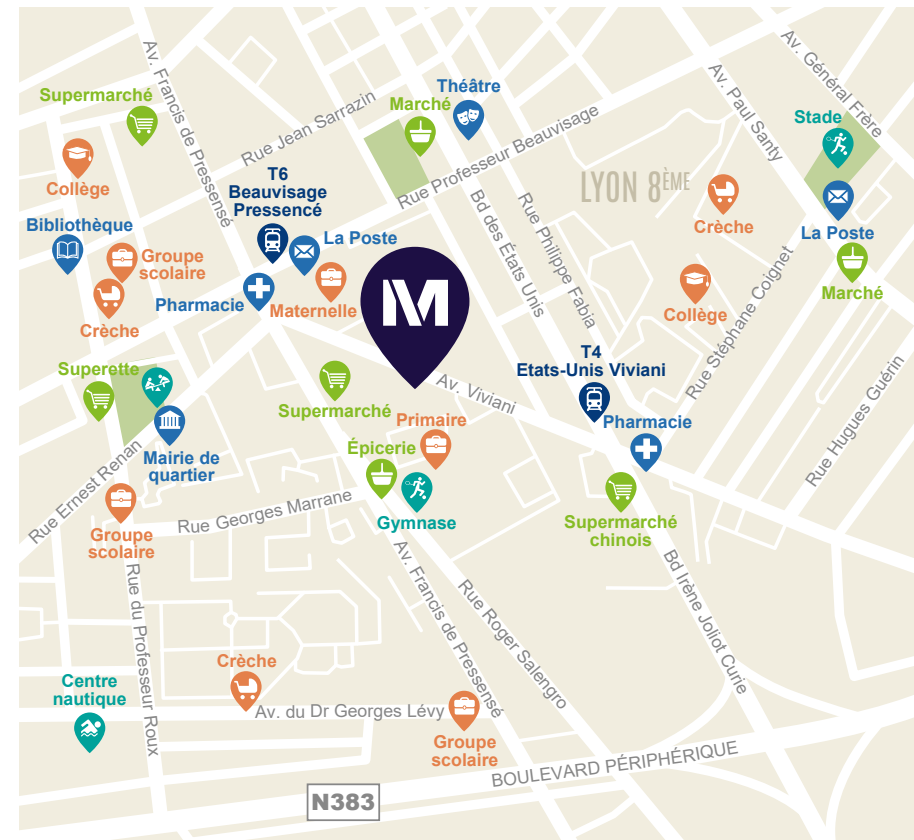 Av. Francis de Pressensé
Av. Général Frère
Av. Paul Santy
Supermarché
Rue Jean Sarrazin
Marché
Théâtre
Stade
Collège
T6
Beauvisage
Pressencé
Rue Professeur Beauvisage
LYON 8ÈME
Bibliothèque
Groupe
scolaire
La Poste
Bd des États Unis
Rue Philippe Fabia
Crèche
La Poste
Pharmacie
Maternelle
M
Collège
Marché
Crèche
Rue Stéphane Coignet
Superette
Supermarché
Av. Viviani
T4
Etats-Unis Viviani
Primaire
Pharmacie
Rue Hugues Guérin
Mairie de
quartier
Épicerie
Rue Ernest Renan
Rue Georges Marrane
Gymnase
Supermarché
chinois
Groupe
scolaire
Rue du Professeur Roux
Av. Francis de Pressensé
Rue Roger Salengro
Bd Irène Joliot Curie
Centre
nautique
Crèche
Av. du Dr Georges Lévy
Groupe
scolaire
BOULEVARD PÉRIPHÉRIQUE
N383